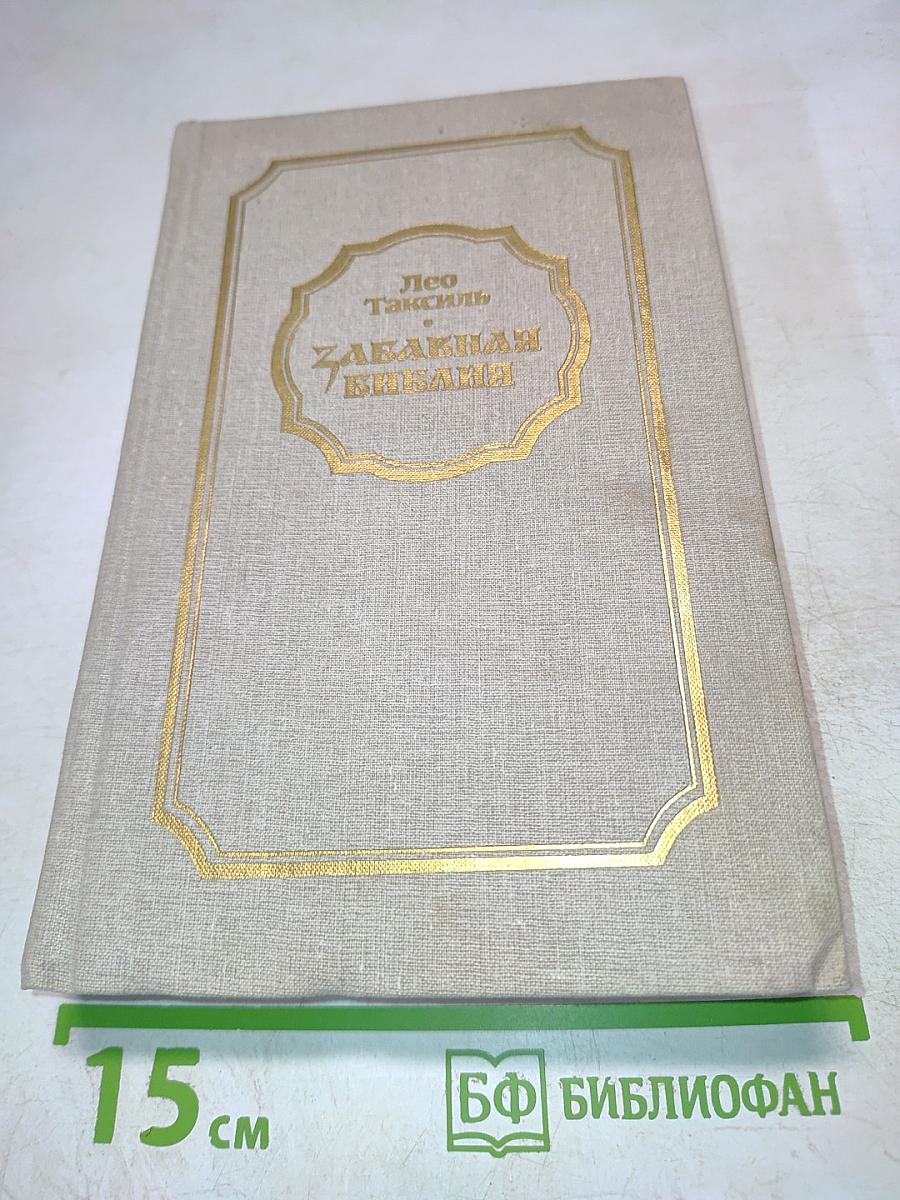 Лео
Таксиль
•
Забавная
Библия
15 см
БФ БИБЛИОФАН